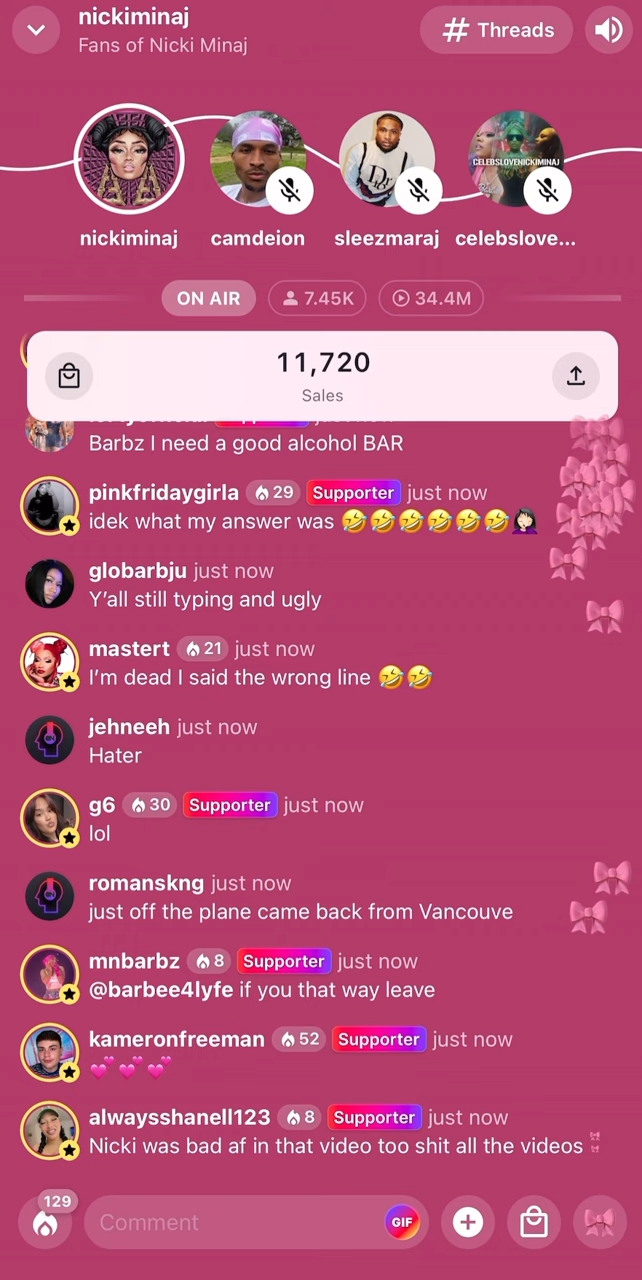 nickiminaj
Fans of Nicki Minaj
# Threads
CELEBSLOVENICKIMINAJ
nickiminaj
camdeion
sleezmaraj
celebslove...
ON AIR
7.45K
34.4M
11,720
Sales
just now
Barbz I need a good alcohol BAR
pinkfridaygirla 29 Supporter just now
idek what my answer was 🤣🤣🤣🤣🤣🤣🤦🏻‍♀️
globarbju just now
Y’all still typing and ugly
mastert 21 just now
I’m dead I said the wrong line 🤣🤣
jehneeh just now
Hater
g6 30 Supporter just now
lol
romanskng just now
just off the plane came back from Vancouve
mnbarbz 8 Supporter just now
@barbee4lyfe if you that way leave
kameronfreeman 52 Supporter just now
💕💕💕
alwaysshanell123 8 Supporter just now
Nicki was bad af in that video too shit all the videos 🎀
129
Comment
GIF